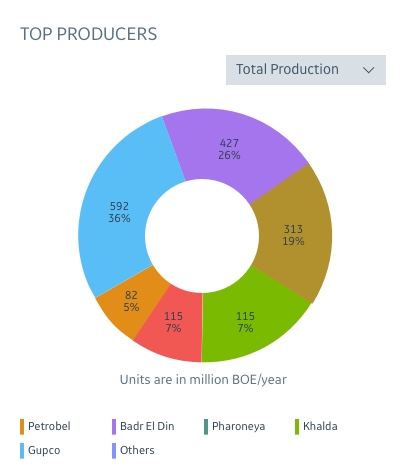 TOP PRODUCERS
Total Production
427
26%
592
36%
313
19%
82
5%
115
7%
115
7%
Units are in million BOE/year
Petrobel
Badr El Din
Pharoneya
Khalda
Gupco
Others